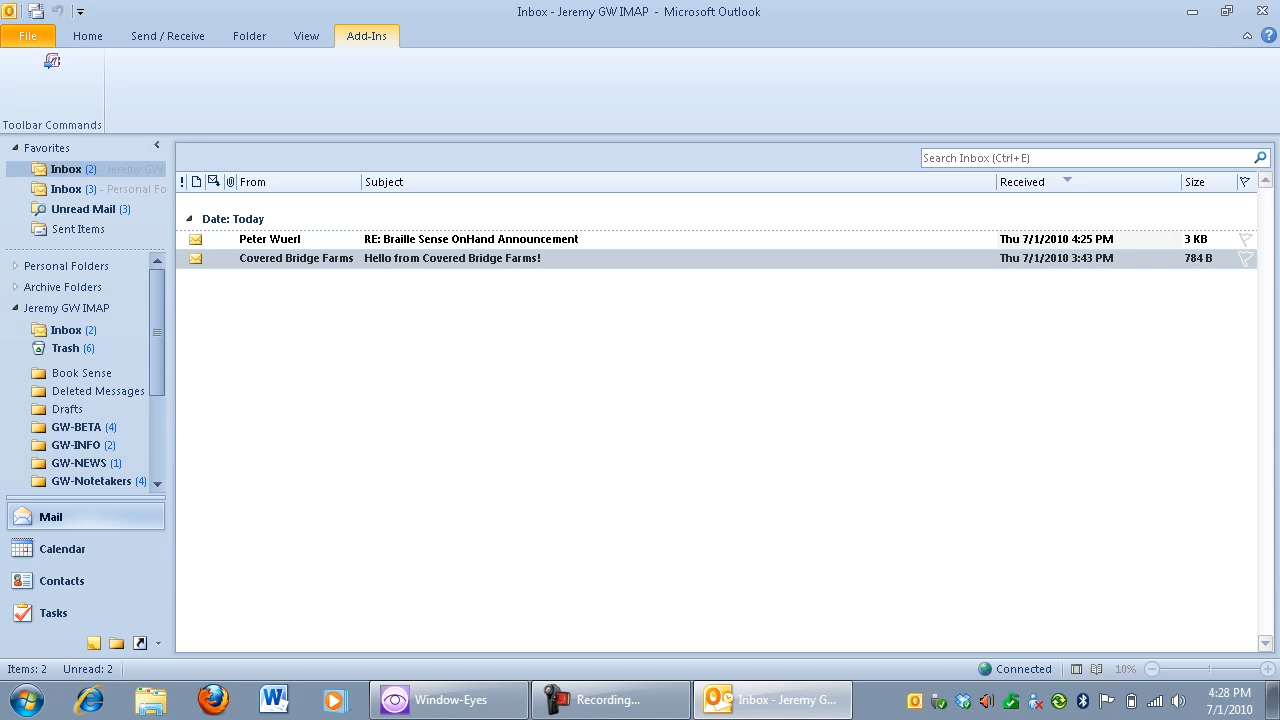 Inbox - Jeremy GW IMAP - Microsoft Outlook
File Home Send / Receive Folder View Add-Ins
Toolbar Commands
Favorites
Inbox (2) - Jeremy GW
Inbox (3) - Personal Fo
Unread Mail (3)
Sent Items
Personal Folders
Archive Folders
Jeremy GW IMAP
Inbox (2)
Trash (6)
Book Sense
Deleted Messages
Drafts
GW-BETA (4)
GW-INFO (2)
GW-NEWS (1)
GW-Notetakers (4)
Mail
Calendar
Contacts
Tasks
Search Inbox (Ctrl+E)
! From Subject Received Size
Date: Today
Peter Wuerl RE: Braille Sense OnHand Announcement Thu 7/1/2010 4:25 PM 3 KB
Covered Bridge Farms Hello from Covered Bridge Farms! Thu 7/1/2010 3:43 PM 784 B
Items: 2 Unread: 2 Connected 10%
Window-Eyes Recording... Inbox - Jeremy G...
4:28 PM
7/1/2010